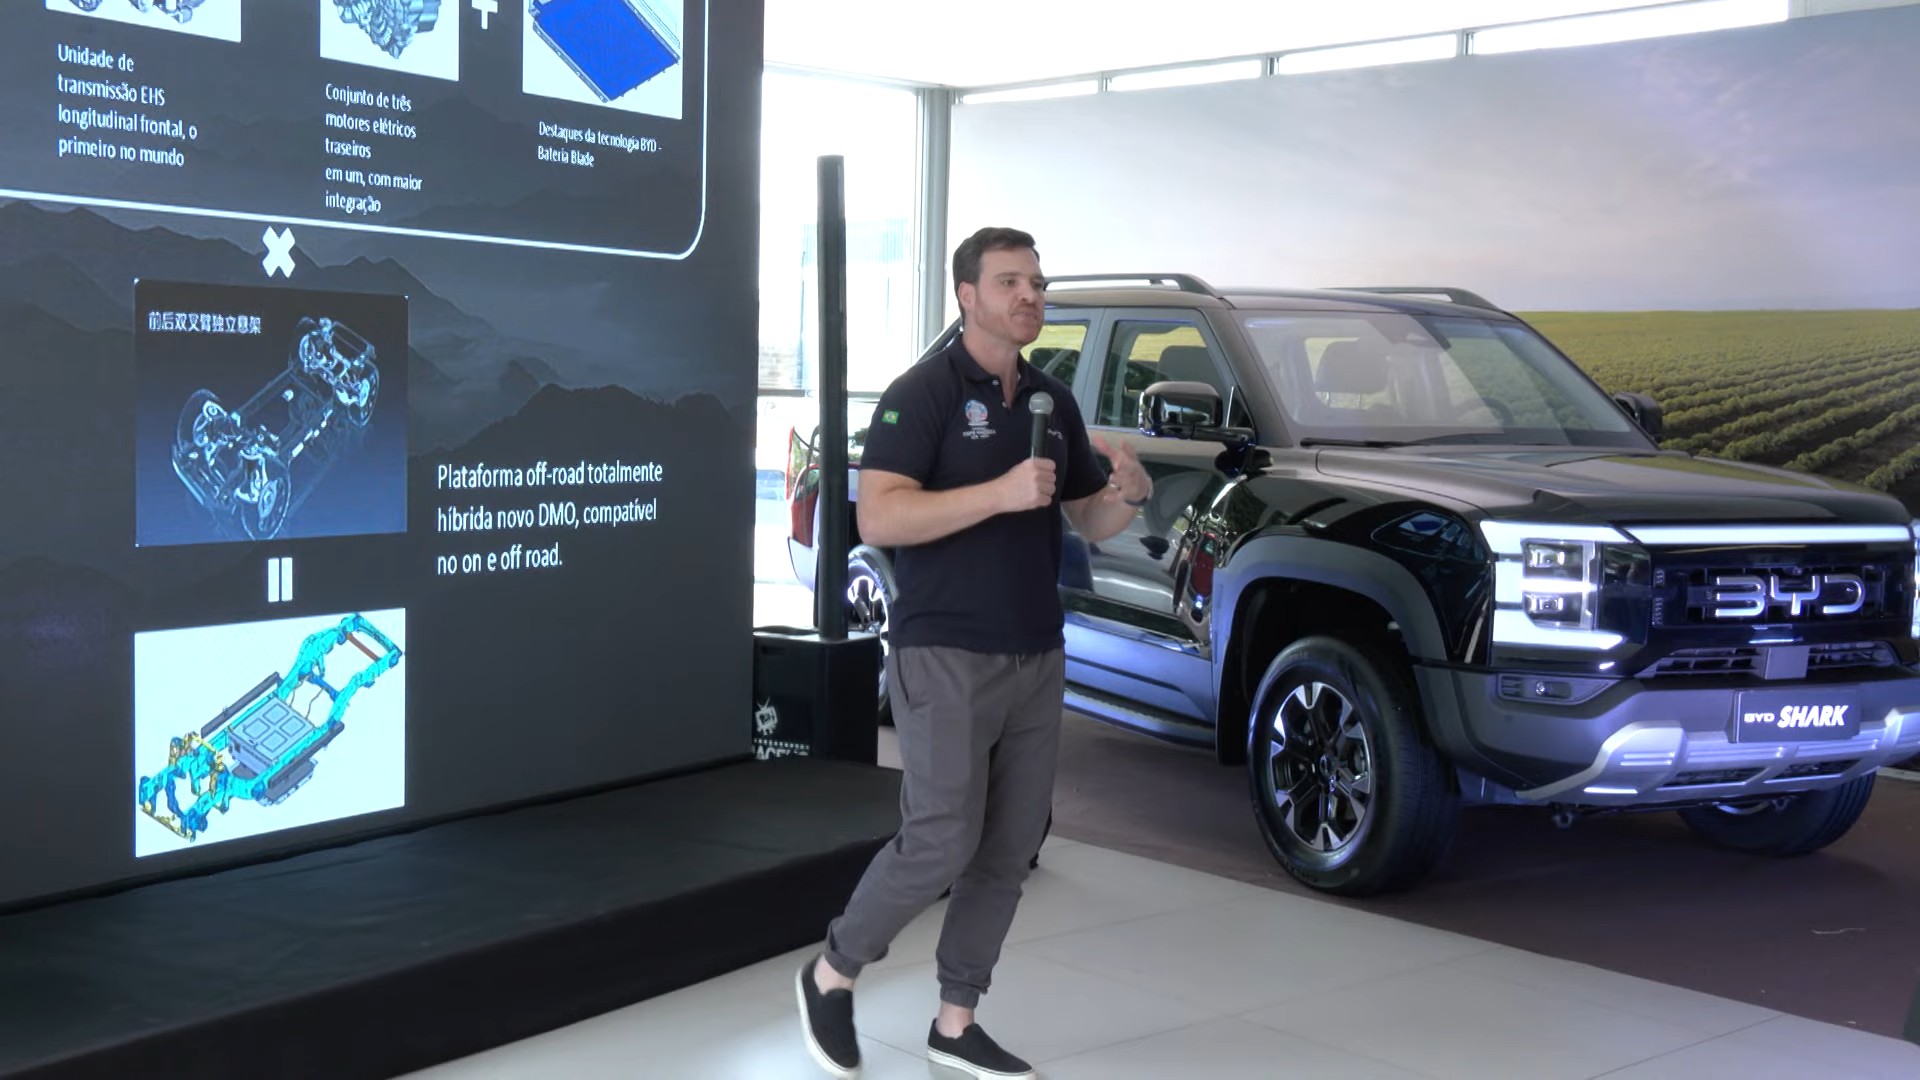 Unidade de
transmissão EHS
longitudinal frontal, o
primeiro no mundo
Conjunto de três
motores elétricos
traseiros
em um, com maior
integração
Destaques da tecnologia BYD -
Bateria Blade
前后双叉臂独立悬架
Plataforma off-road totalmente
híbrida novo DMO, compatível
no on e off road.
BYD
BYD SHARK